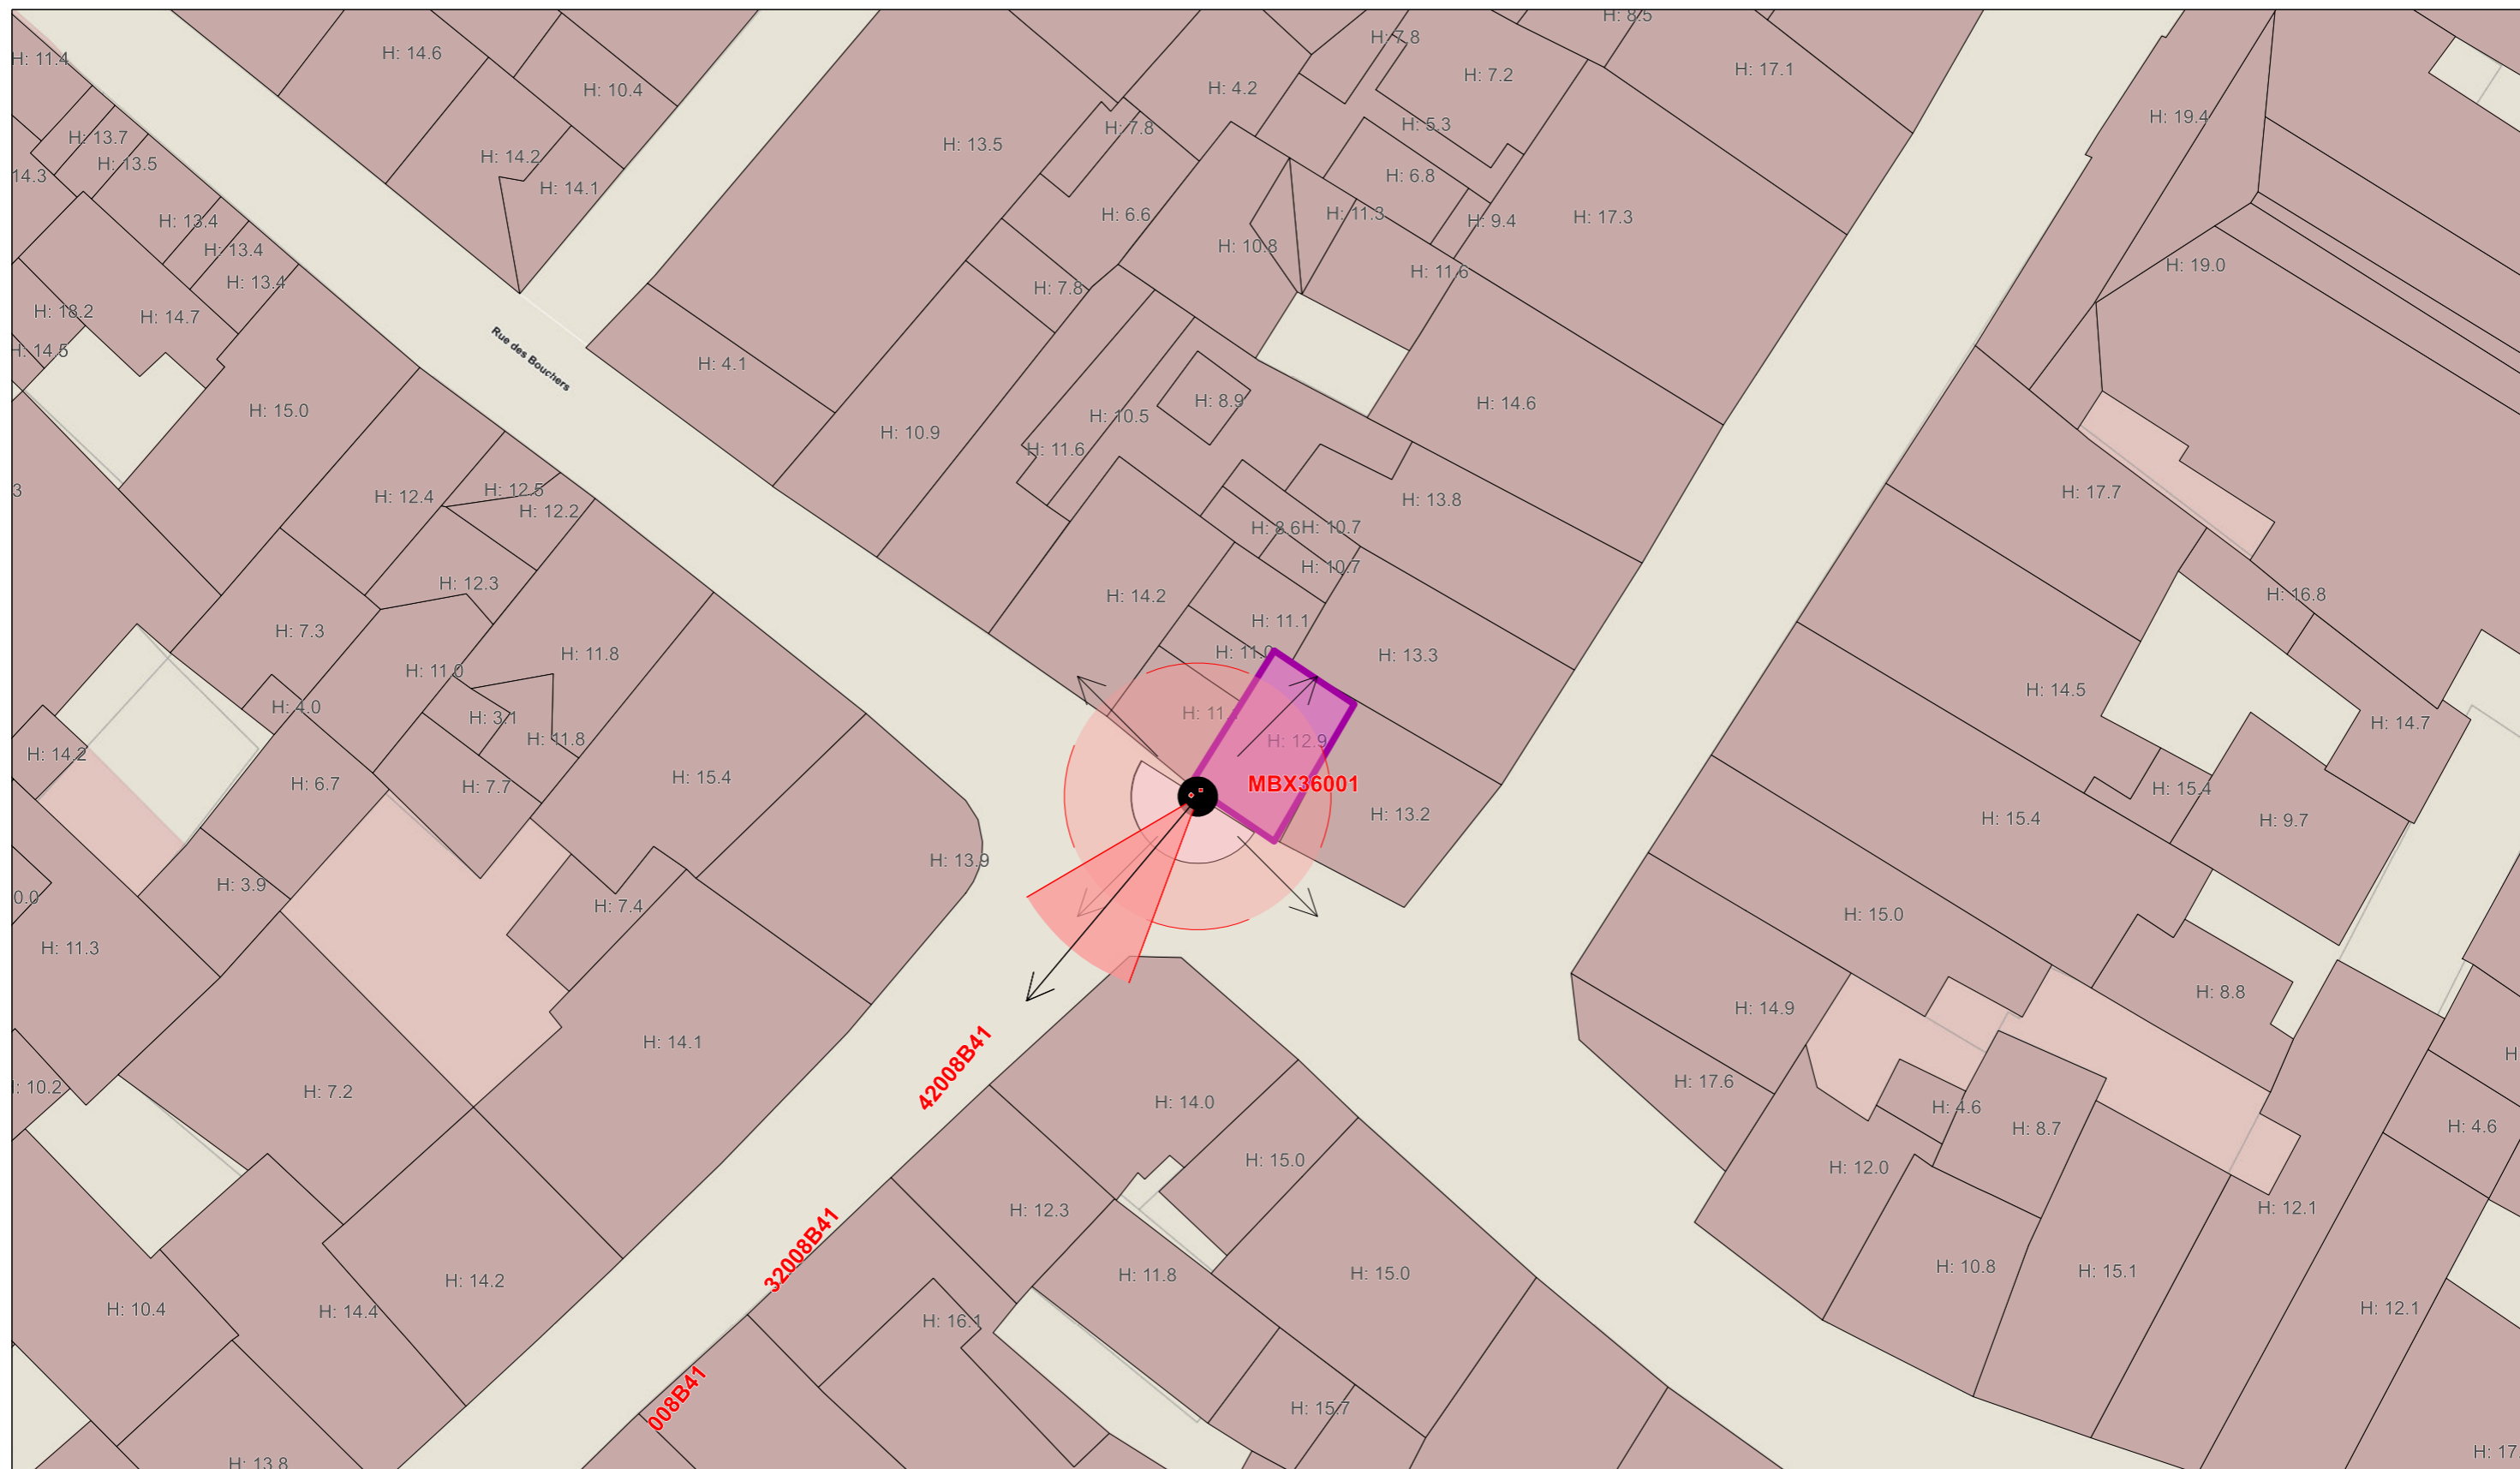 H: 8.5
H: 7.8
H: 11.4
H: 14.6
H: 17.1
H: 7.2
H: 4.2
H: 10.4
H: 19.4
H: 5.3
H: 7.8
H: 13.7
H: 13.5
H: 14.2
H: 13.5
14.3
H: 6.8
H: 14.1
H: 13.4
H: 6.6
H: 11.3
H: 9.4
H: 17.3
H: 13.4
H: 10.8
H: 19.0
H: 11.6
H: 13.4
H: 7.8
H: 18.2
H: 14.7
Rue des Bouchers
H: 14.5
H: 4.1
H: 8.9
H: 14.6
H: 15.0
H: 10.5
H: 10.9
H: 11.6
3
H: 12.4
H: 12.5
H: 12.2
H: 13.8
H: 17.7
H: 8.6
H: 10.7
H: 10.7
H: 12.3
H: 14.2
H: 16.8
H: 11.1
H: 7.3
H: 11.8
H: 11.0
H: 13.3
H: 11.0
H: 14.5
H: 4.0
H: 3.1
H: 14.7
H: 11.8
H: 12.9
H: 14.2
H: 15.4
MBX36001
H: 6.7
H: 7.7
H: 15.4
H: 13.2
H: 15.4
H: 9.7
H: 13.9
H: 3.9
0.0
H: 7.4
H: 15.0
H: 11.3
H: 8.8
H: 14.9
H: 14.1
42008B41
H: 17.6
: 10.2
H: 7.2
H: 14.0
H: 4.6
H: 8.7
H: 4.6
H: 15.0
H: 12.0
H: 12.3
H: 12.1
32008B41
H: 10.8
H: 15.1
H: 11.8
H: 15.0
H: 14.2
H: 10.4
H: 14.4
H: 12.1
H: 16.1
008B41
H: 15.7
H: 17
H: 13.8